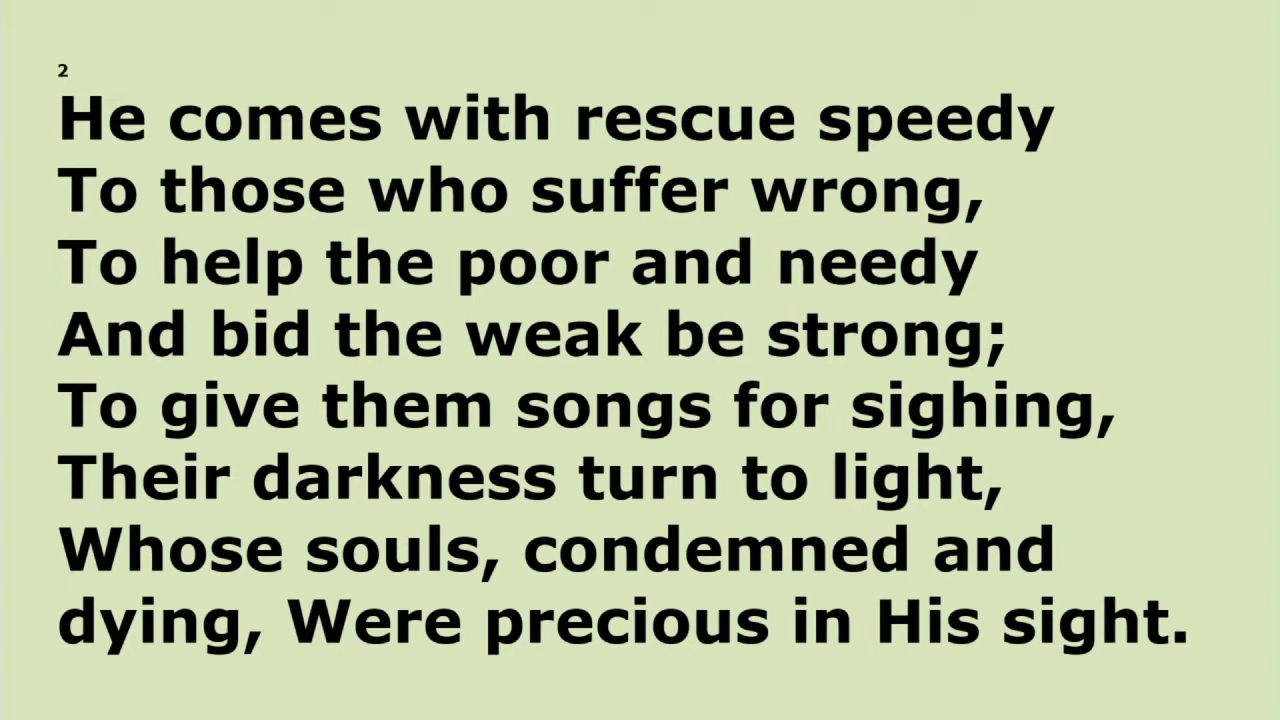 2
He comes with rescue speedy
To those who suffer wrong,
To help the poor and needy
And bid the weak be strong;
To give them songs for sighing,
Their darkness turn to light,
Whose souls, condemned and
dying, Were precious in His sight.